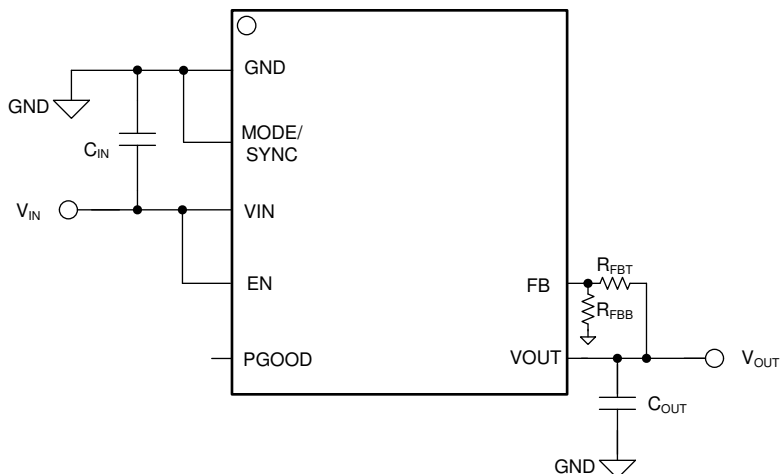 GND
GND
C_IN
MODE/
SYNC
V_IN
VIN
EN
FB
R_FBT
R_FBB
PGOOD
VOUT
V_OUT
C_OUT
GND